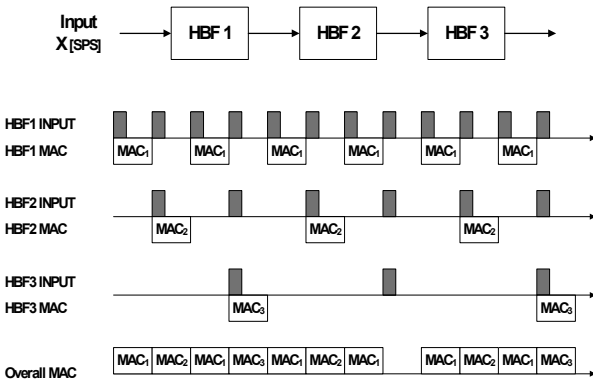 Input
X [SPS]
HBF 1
HBF 2
HBF 3
HBF1 INPUT
HBF1 MAC
MAC1 MAC1 MAC1 MAC1 MAC1 MAC1
HBF2 INPUT
HBF2 MAC
MAC2 MAC2 MAC2
HBF3 INPUT
HBF3 MAC
MAC3 MAC3
Overall MAC
MAC1 MAC2 MAC1 MAC3 MAC1 MAC2 MAC1 MAC1 MAC2 MAC1 MAC3